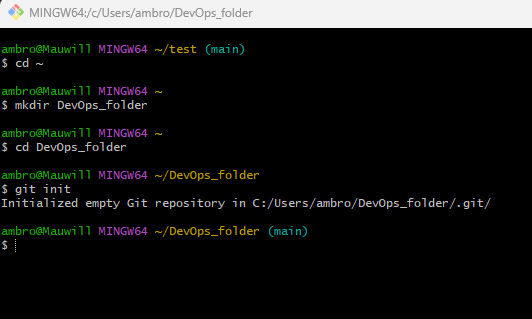 MINGW64:/c/Users/ambro/DevOps_folder
ambro@Mauwill MINGW64 ~/test (main)
$ cd ~
ambro@Mauwill MINGW64 ~
$ mkdir DevOps_folder
ambro@Mauwill MINGW64 ~
$ cd DevOps_folder
ambro@Mauwill MINGW64 ~/DevOps_folder
$ git init
Initialized empty Git repository in C:/Users/ambro/DevOps_folder/.git/
ambro@Mauwill MINGW64 ~/DevOps_folder (main)
$